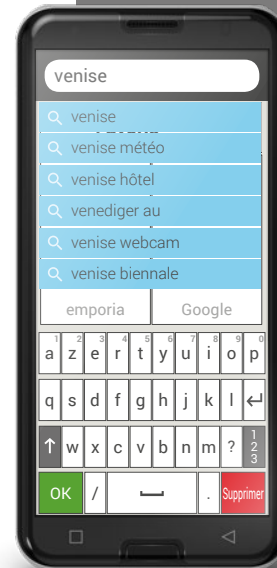 venise
venise
venise météo
venise hôtel
venediger au
venise webcam
venise biennale
emporia Google
1 2 3 4 5 6 7 8 9 0
a z e r t y u i o p
q s d f g h j k l
w x c v b n m ? 1 2 3
OK / . Supprimer